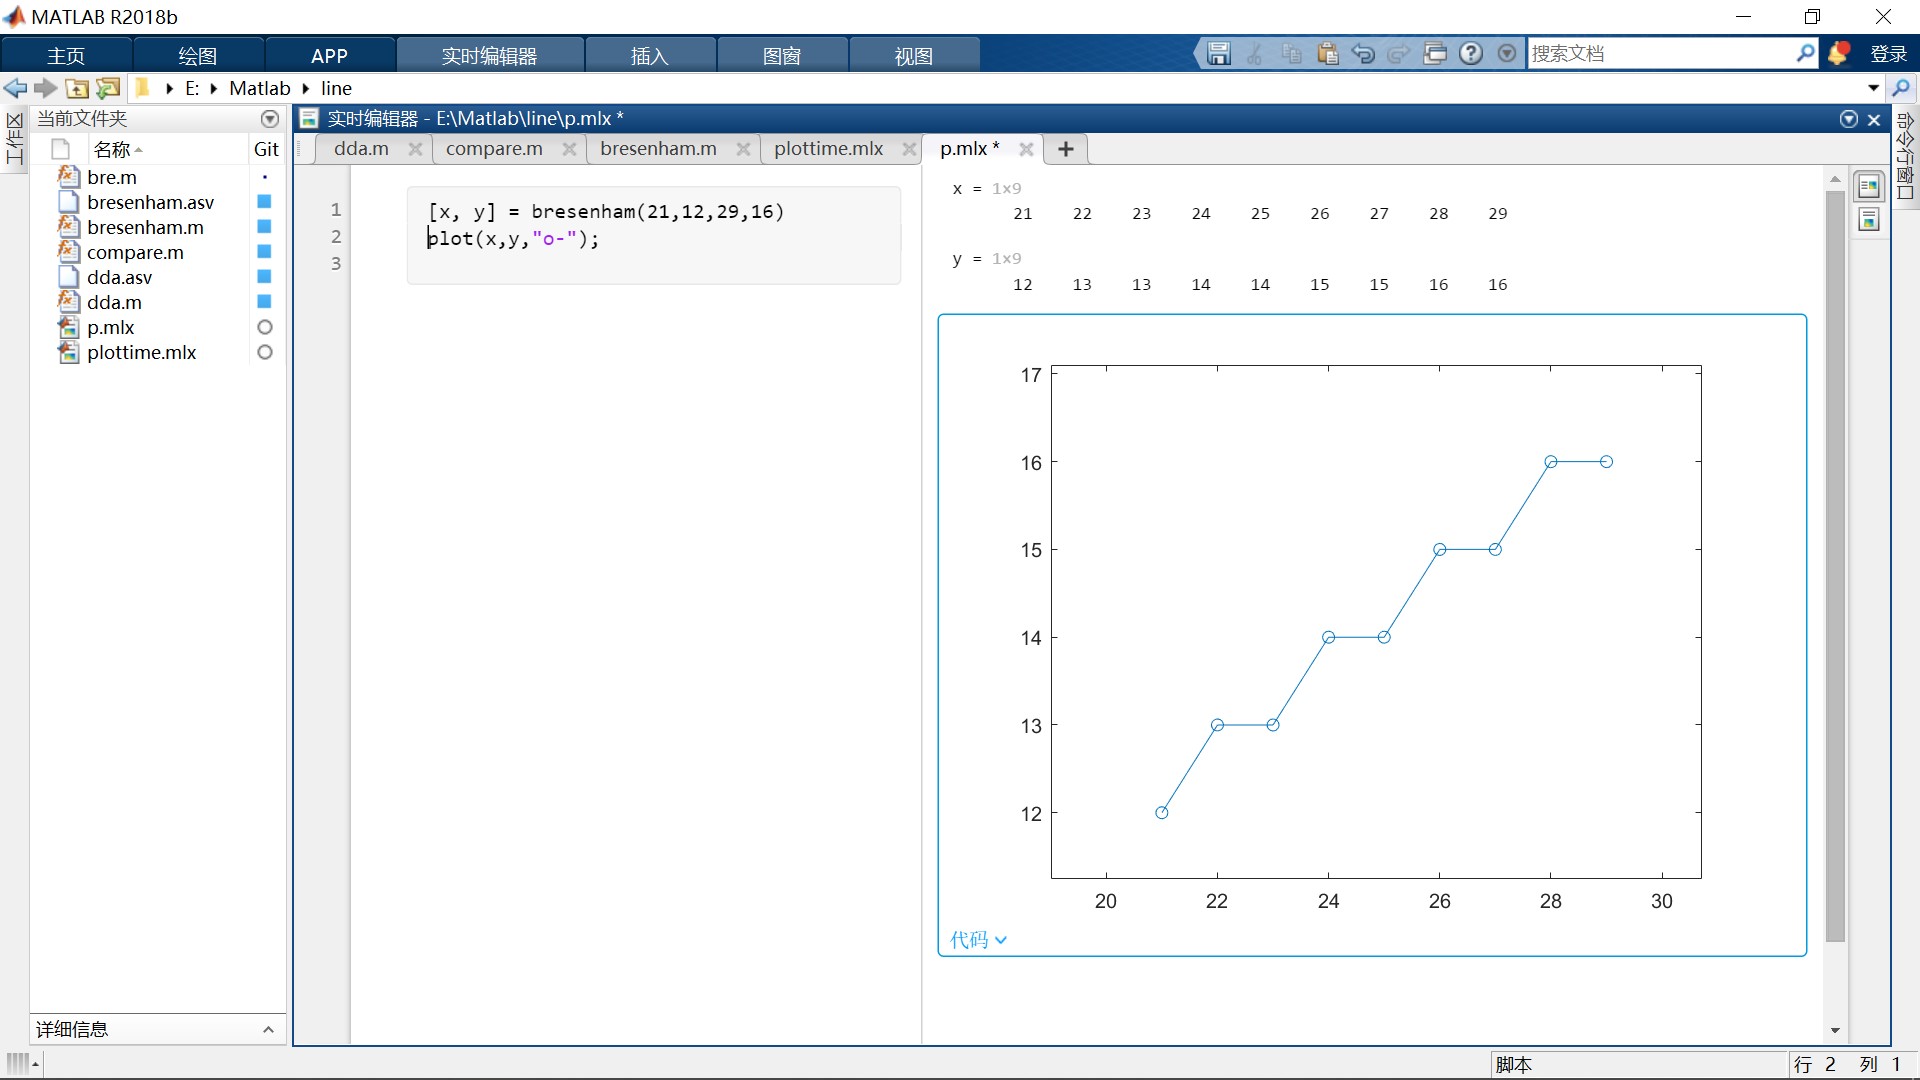 MATLAB R2018b
主页 绘图 APP 实时编辑器 插入 图窗 视图 搜索文档 登录
E: Matlab line
工作区
当前文件夹
名称 Git
bre.m
bresenham.asv
bresenham.m
compare.m
dda.asv
dda.m
p.mlx
plottime.mlx
详细信息
实时编辑器 - E:\Matlab\line\p.mlx *
dda.m compare.m bresenham.m plottime.mlx p.mlx *
1 [x, y] = bresenham(21,12,29,16)
2 plot(x,y,"o-");
3
x = 1×9
21 22 23 24 25 26 27 28 29
y = 1×9
12 13 13 14 14 15 15 16 16
17
16
15
14
13
12
20 22 24 26 28 30
代码
命令行窗口
脚本 行 2 列 1